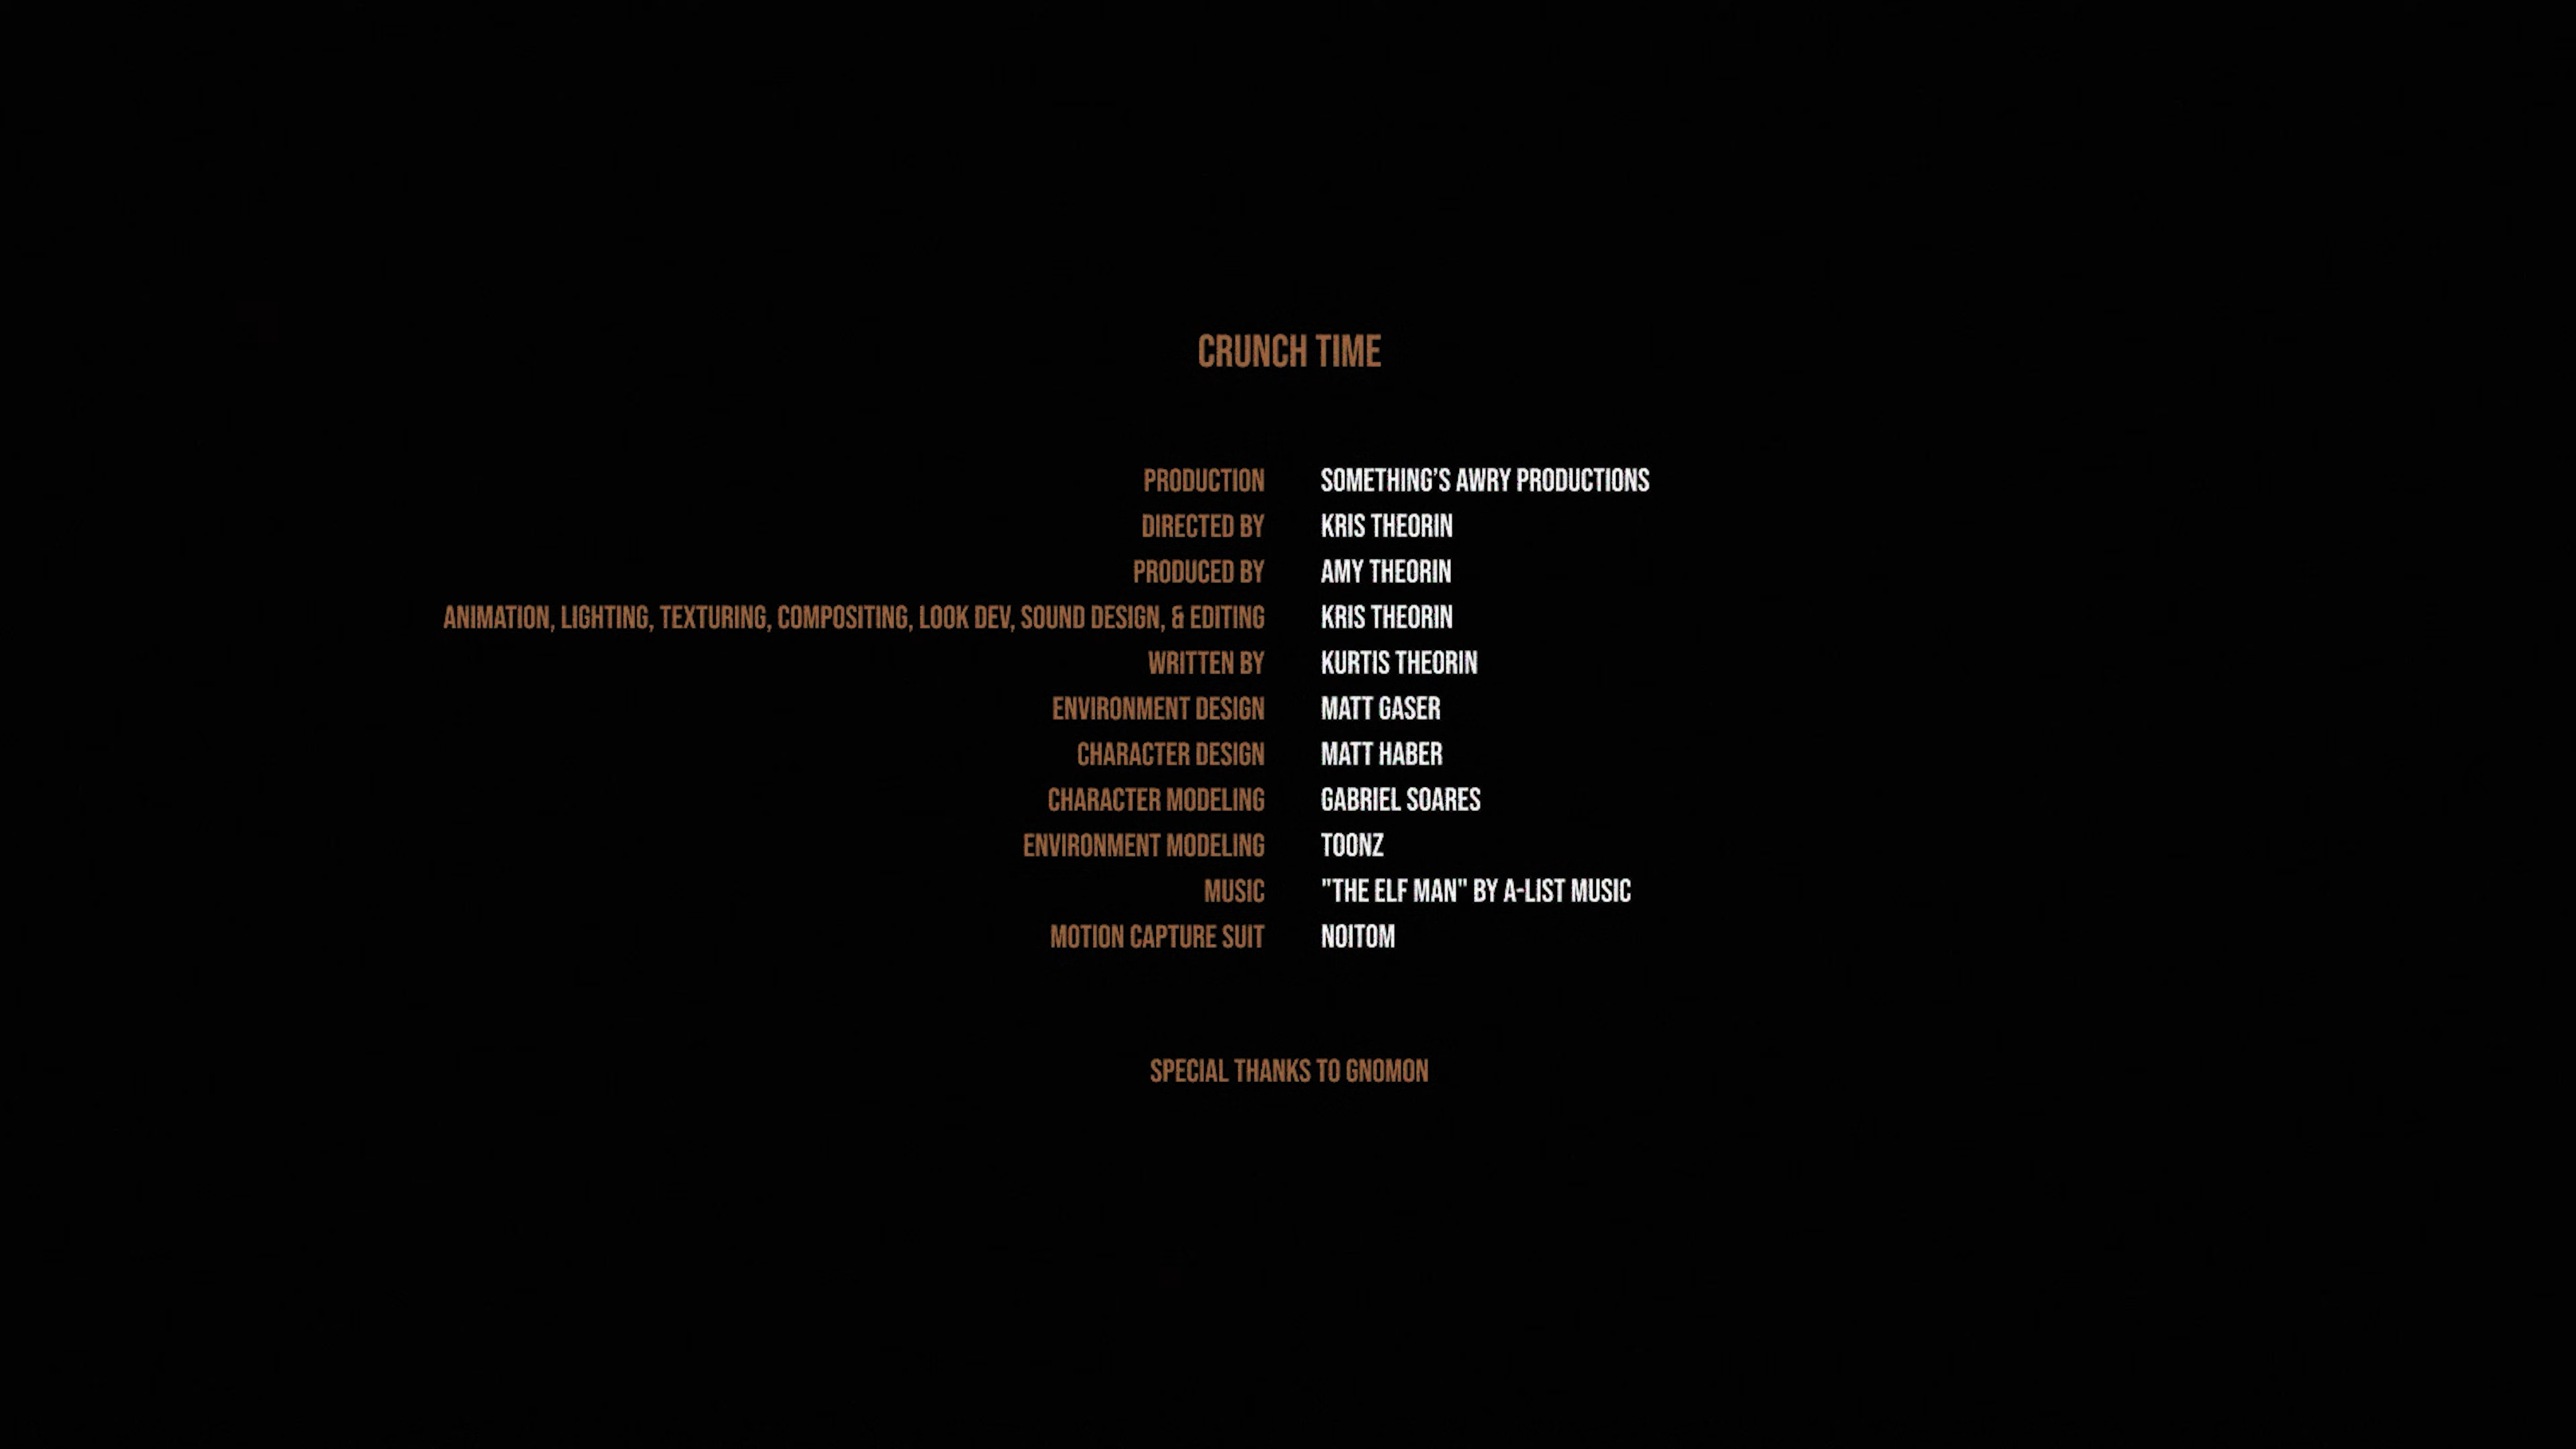 CRUNCH TIME
PRODUCTION SOMETHING'S AWRY PRODUCTIONS
DIRECTED BY KRIS THEORIN
PRODUCED BY AMY THEORIN
ANIMATION, LIGHTING, TEXTURING, COMPOSITING, LOOK DEV, SOUND DESIGN, & EDITING KRIS THEORIN
WRITTEN BY KURTIS THEORIN
ENVIRONMENT DESIGN MATT GASER
CHARACTER DESIGN MATT HABER
CHARACTER MODELING GABRIEL SOARES
ENVIRONMENT MODELING TOONZ
MUSIC "THE ELF MAN" BY A-LIST MUSIC
MOTION CAPTURE SUIT NOITOM
SPECIAL THANKS TO GNOMON